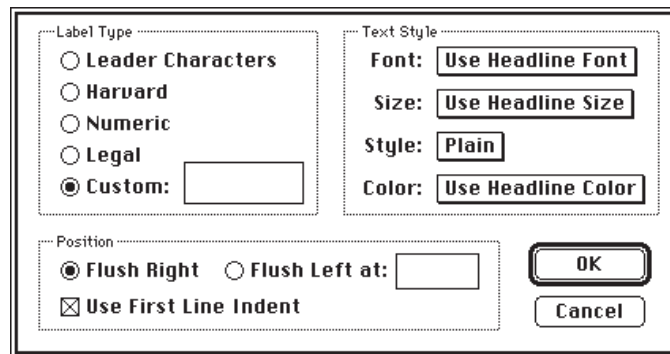 Label Type
Leader Characters
Harvard
Numeric
Legal
Custom:
Text Style
Font: Use Headline Font
Size: Use Headline Size
Style: Plain
Color: Use Headline Color
Position
Flush Right Flush Left at:
Use First Line Indent
OK
Cancel